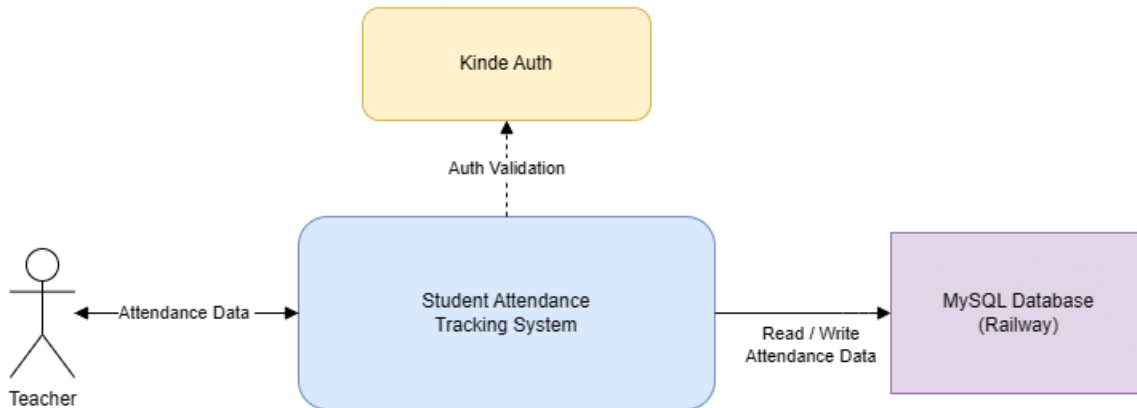 Kinde Auth
Auth Validation
Attendance Data
Student Attendance
Tracking System
Read / Write
Attendance Data
MySQL Database
(Railway)
Teacher